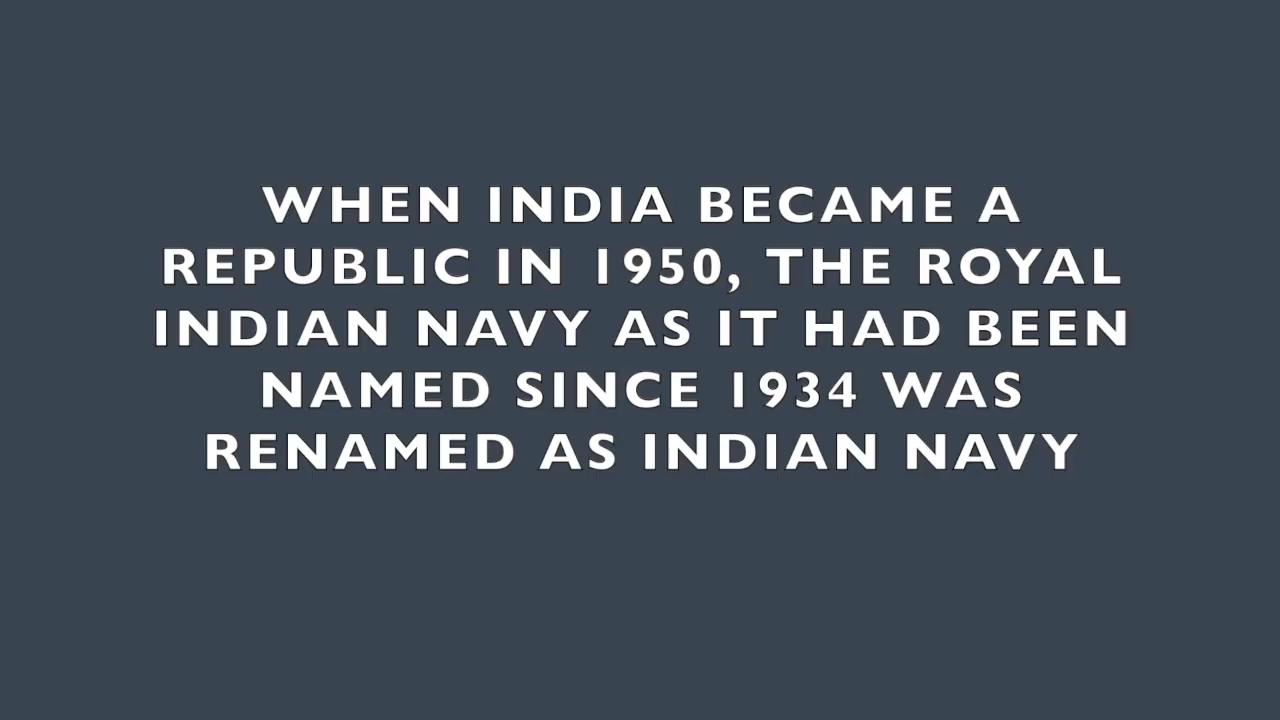 WHEN INDIA BECAME A
REPUBLIC IN 1950, THE ROYAL
INDIAN NAVY AS IT HAD BEEN
NAMED SINCE 1934 WAS
RENAMED AS INDIAN NAVY